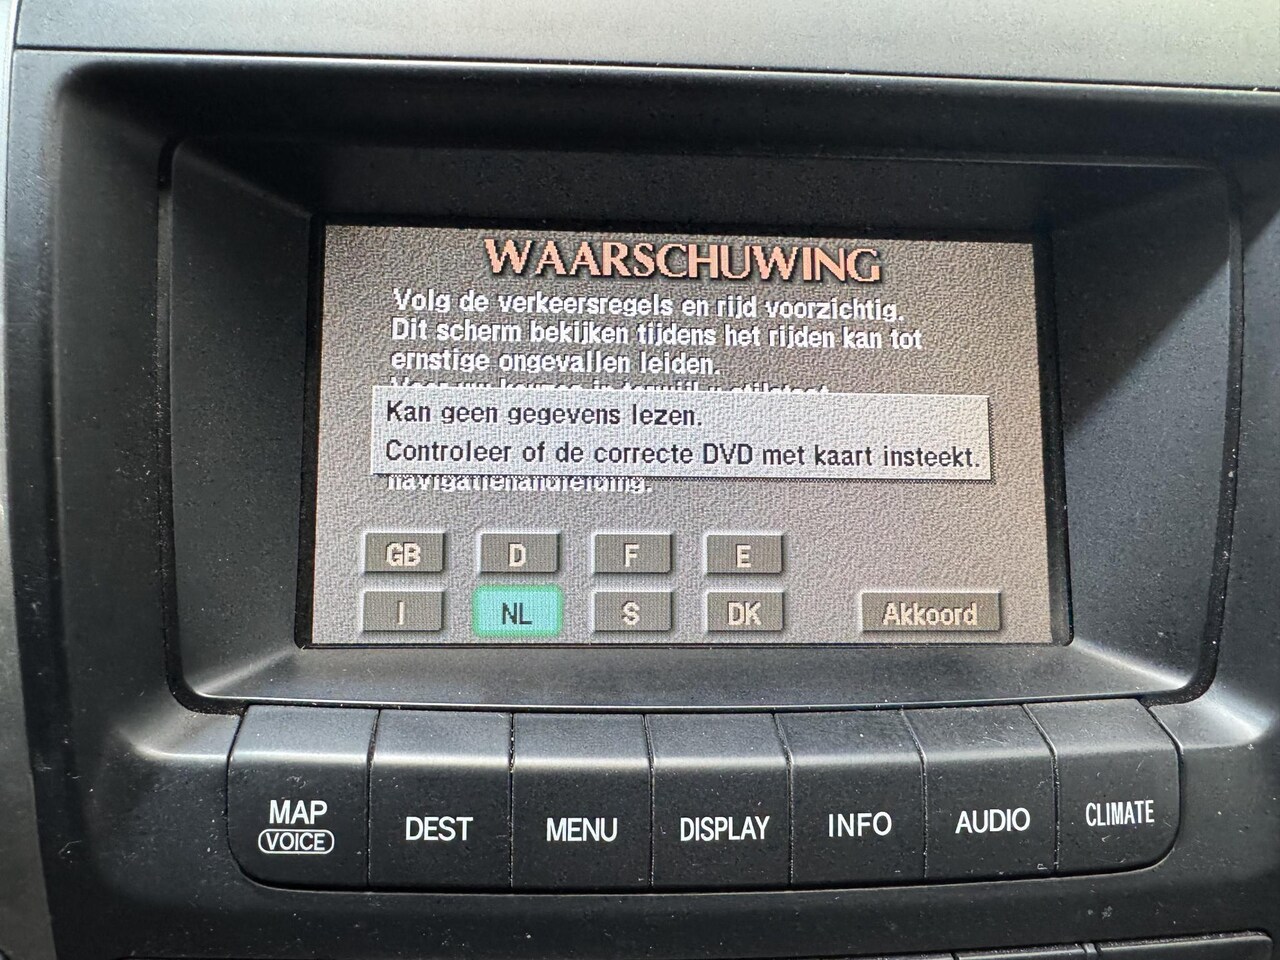 WAARSCHUWING
Volg de verkeersregels en rijd voorzichtig.
Dit scherm bekijken tijdens het rijden kan tot
ernstige ongevallen leiden.
Kan geen gegevens lezen.
Controleer of de correcte DVD met kaart insteekt.
navigatiehandleiding.
GB D F E
I NL S DK Akkoord
MAP DEST MENU DISPLAY INFO AUDIO CLIMATE
VOICE